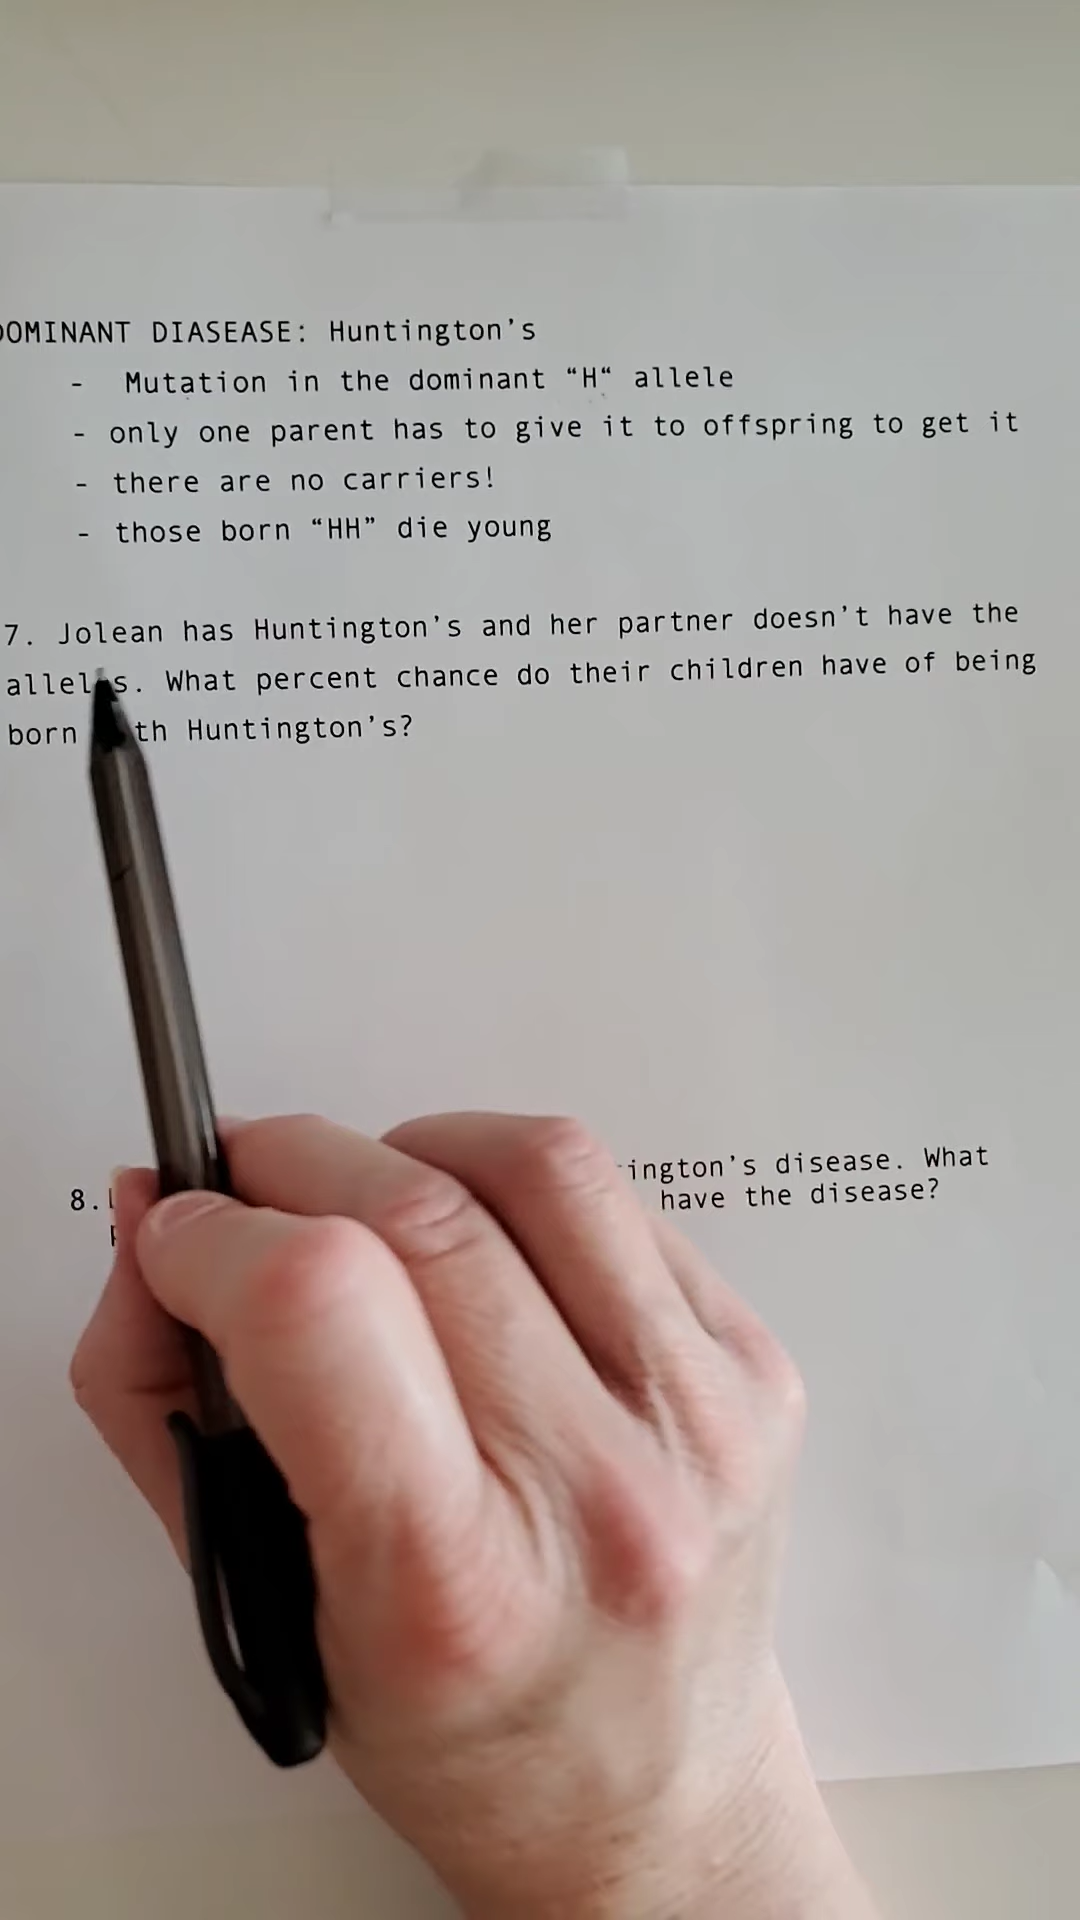 OMINANT DIASEASE: Huntington's
- Mutation in the dominant “H“ allele
- only one parent has to give it to offspring to get it
- there are no carriers!
- those born “HH” die young
7. Jolean has Huntington's and her partner doesn't have the
What percent chance do their children have of being
born Huntington's?
8. disease. What
have the disease?